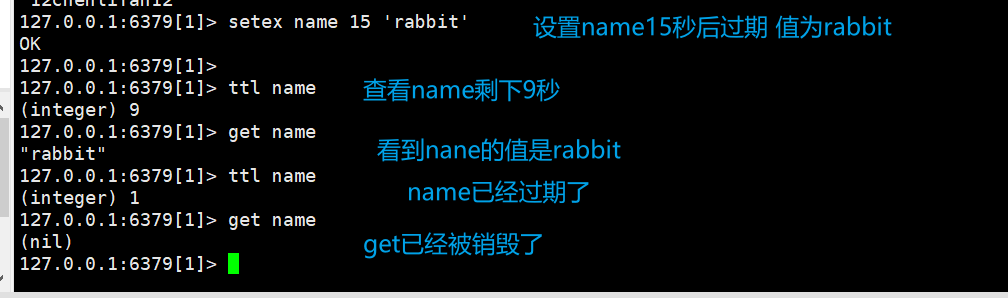 127.0.0.1:6379[1]> setex name 15 'rabbit' 设置name15秒后过期 值为rabbit
OK
127.0.0.1:6379[1]>
127.0.0.1:6379[1]> ttl name 查看name剩下9秒
(integer) 9
127.0.0.1:6379[1]> get name
"rabbit" 看到nane的值是rabbit
127.0.0.1:6379[1]> ttl name
(integer) 1 name已经过期了
127.0.0.1:6379[1]> get name
(nil) get已经被销毁了
127.0.0.1:6379[1]>